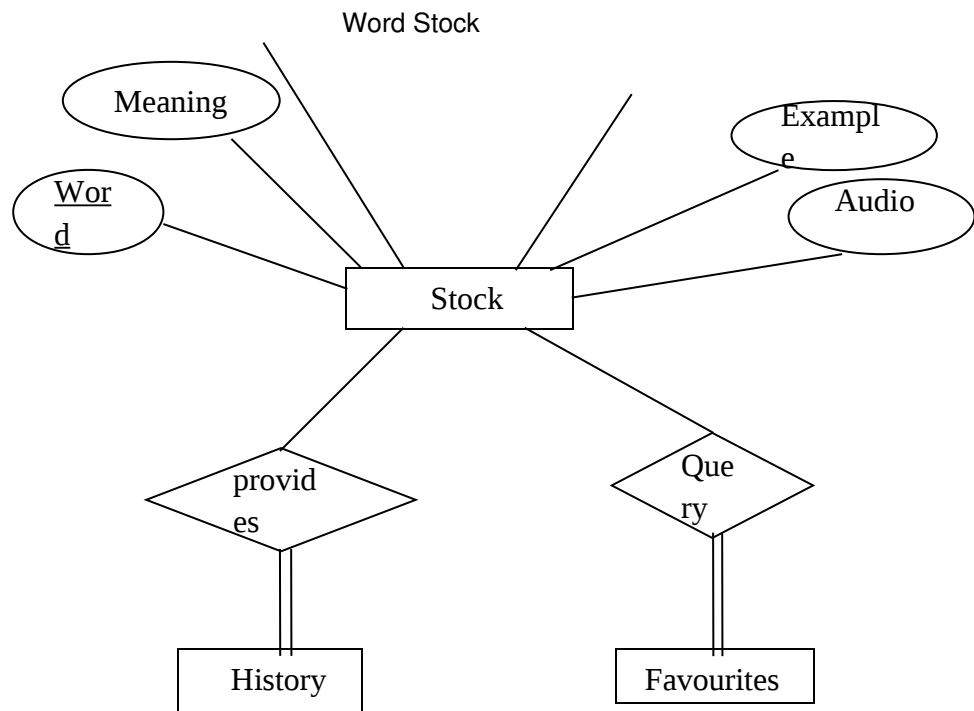 Word Stock
Meaning
Exampl
e
Wor
d
Audio
Stock
provid
es
Que
ry
History
Favourites